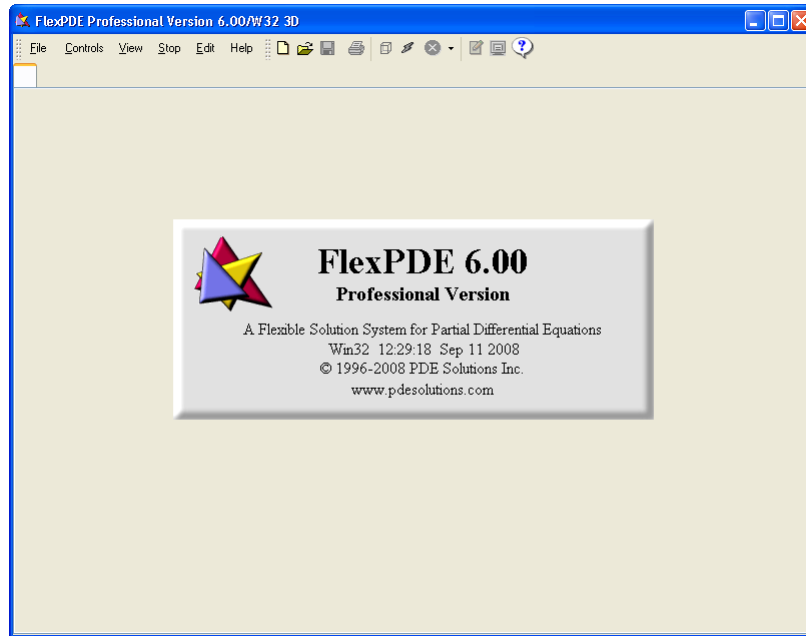 FlexPDE Professional Version 6.00/W32 3D
File Controls View Stop Edit Help
FlexPDE 6.00
Professional Version
A Flexible Solution System for Partial Differential Equations
Win32 12:29:18 Sep 11 2008
© 1996-2008 PDE Solutions Inc.
www.pdesolutions.com